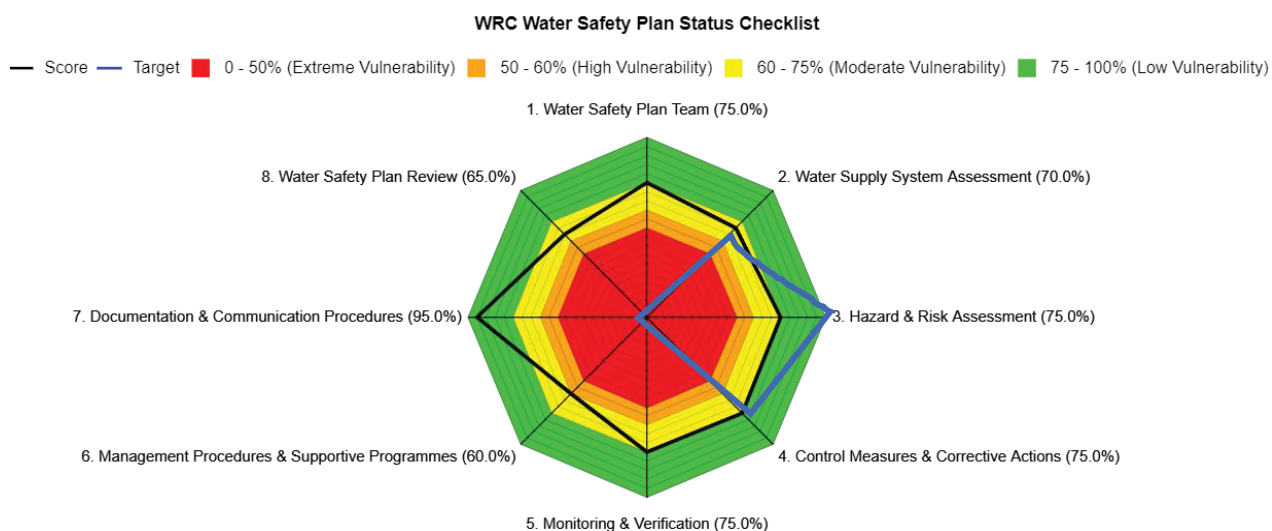 WRC Water Safety Plan Status Checklist
Score Target 0 - 50% (Extreme Vulnerability) 50 - 60% (High Vulnerability) 60 - 75% (Moderate Vulnerability) 75 - 100% (Low Vulnerability)
1. Water Safety Plan Team (75.0%)
8. Water Safety Plan Review (65.0%)
2. Water Supply System Assessment (70.0%)
7. Documentation & Communication Procedures (95.0%)
3. Hazard & Risk Assessment (75.0%)
6. Management Procedures & Supportive Programmes (60.0%)
4. Control Measures & Corrective Actions (75.0%)
5. Monitoring & Verification (75.0%)